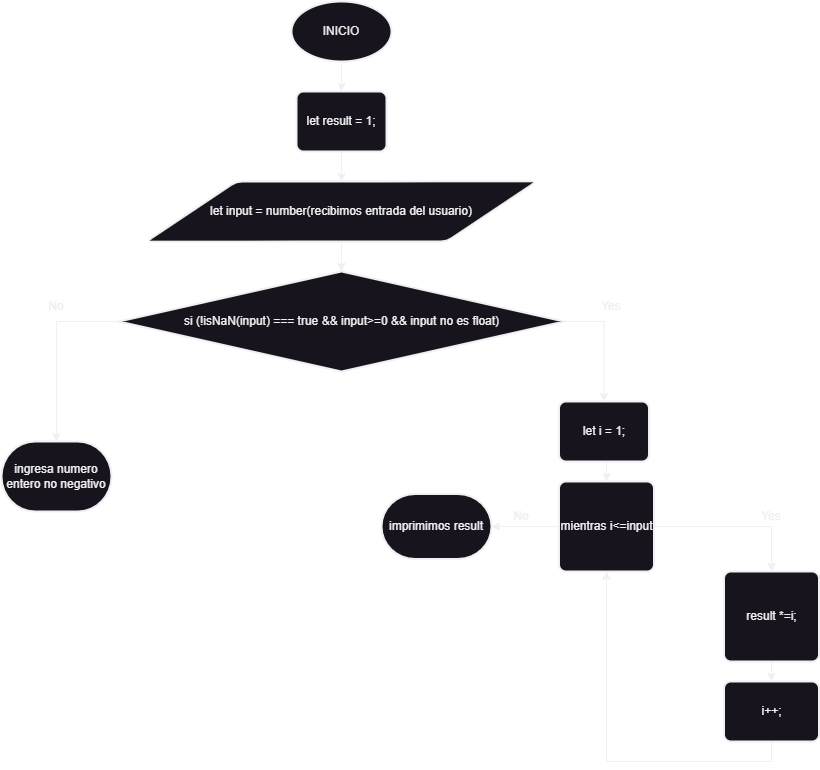 INICIO
let result = 1;
let input = number(recibimos entrada del usuario)
si (!isNaN(input) === true && input>=0 && input no es float)
No
Yes
let i = 1;
ingresa numero
entero no negativo
imprimimos result
No
mientras i<=input
Yes
result *=i;
i++;